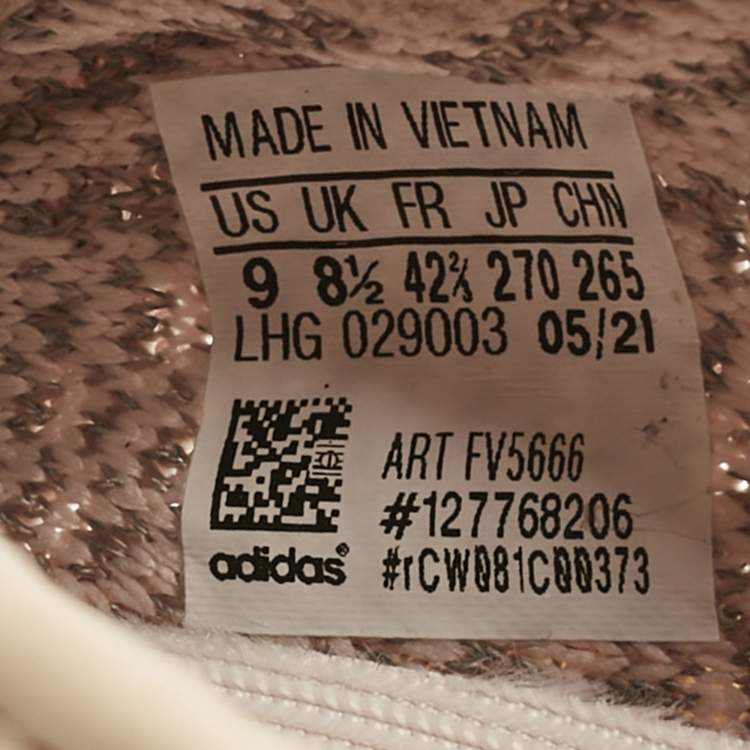 MADE IN VIETNAM
US UK FR JP CHN
9 8½ 42⅔ 270 265
LHG 029003 05/21
ART FV5666
#127768206
adidas® #rCW081C00373